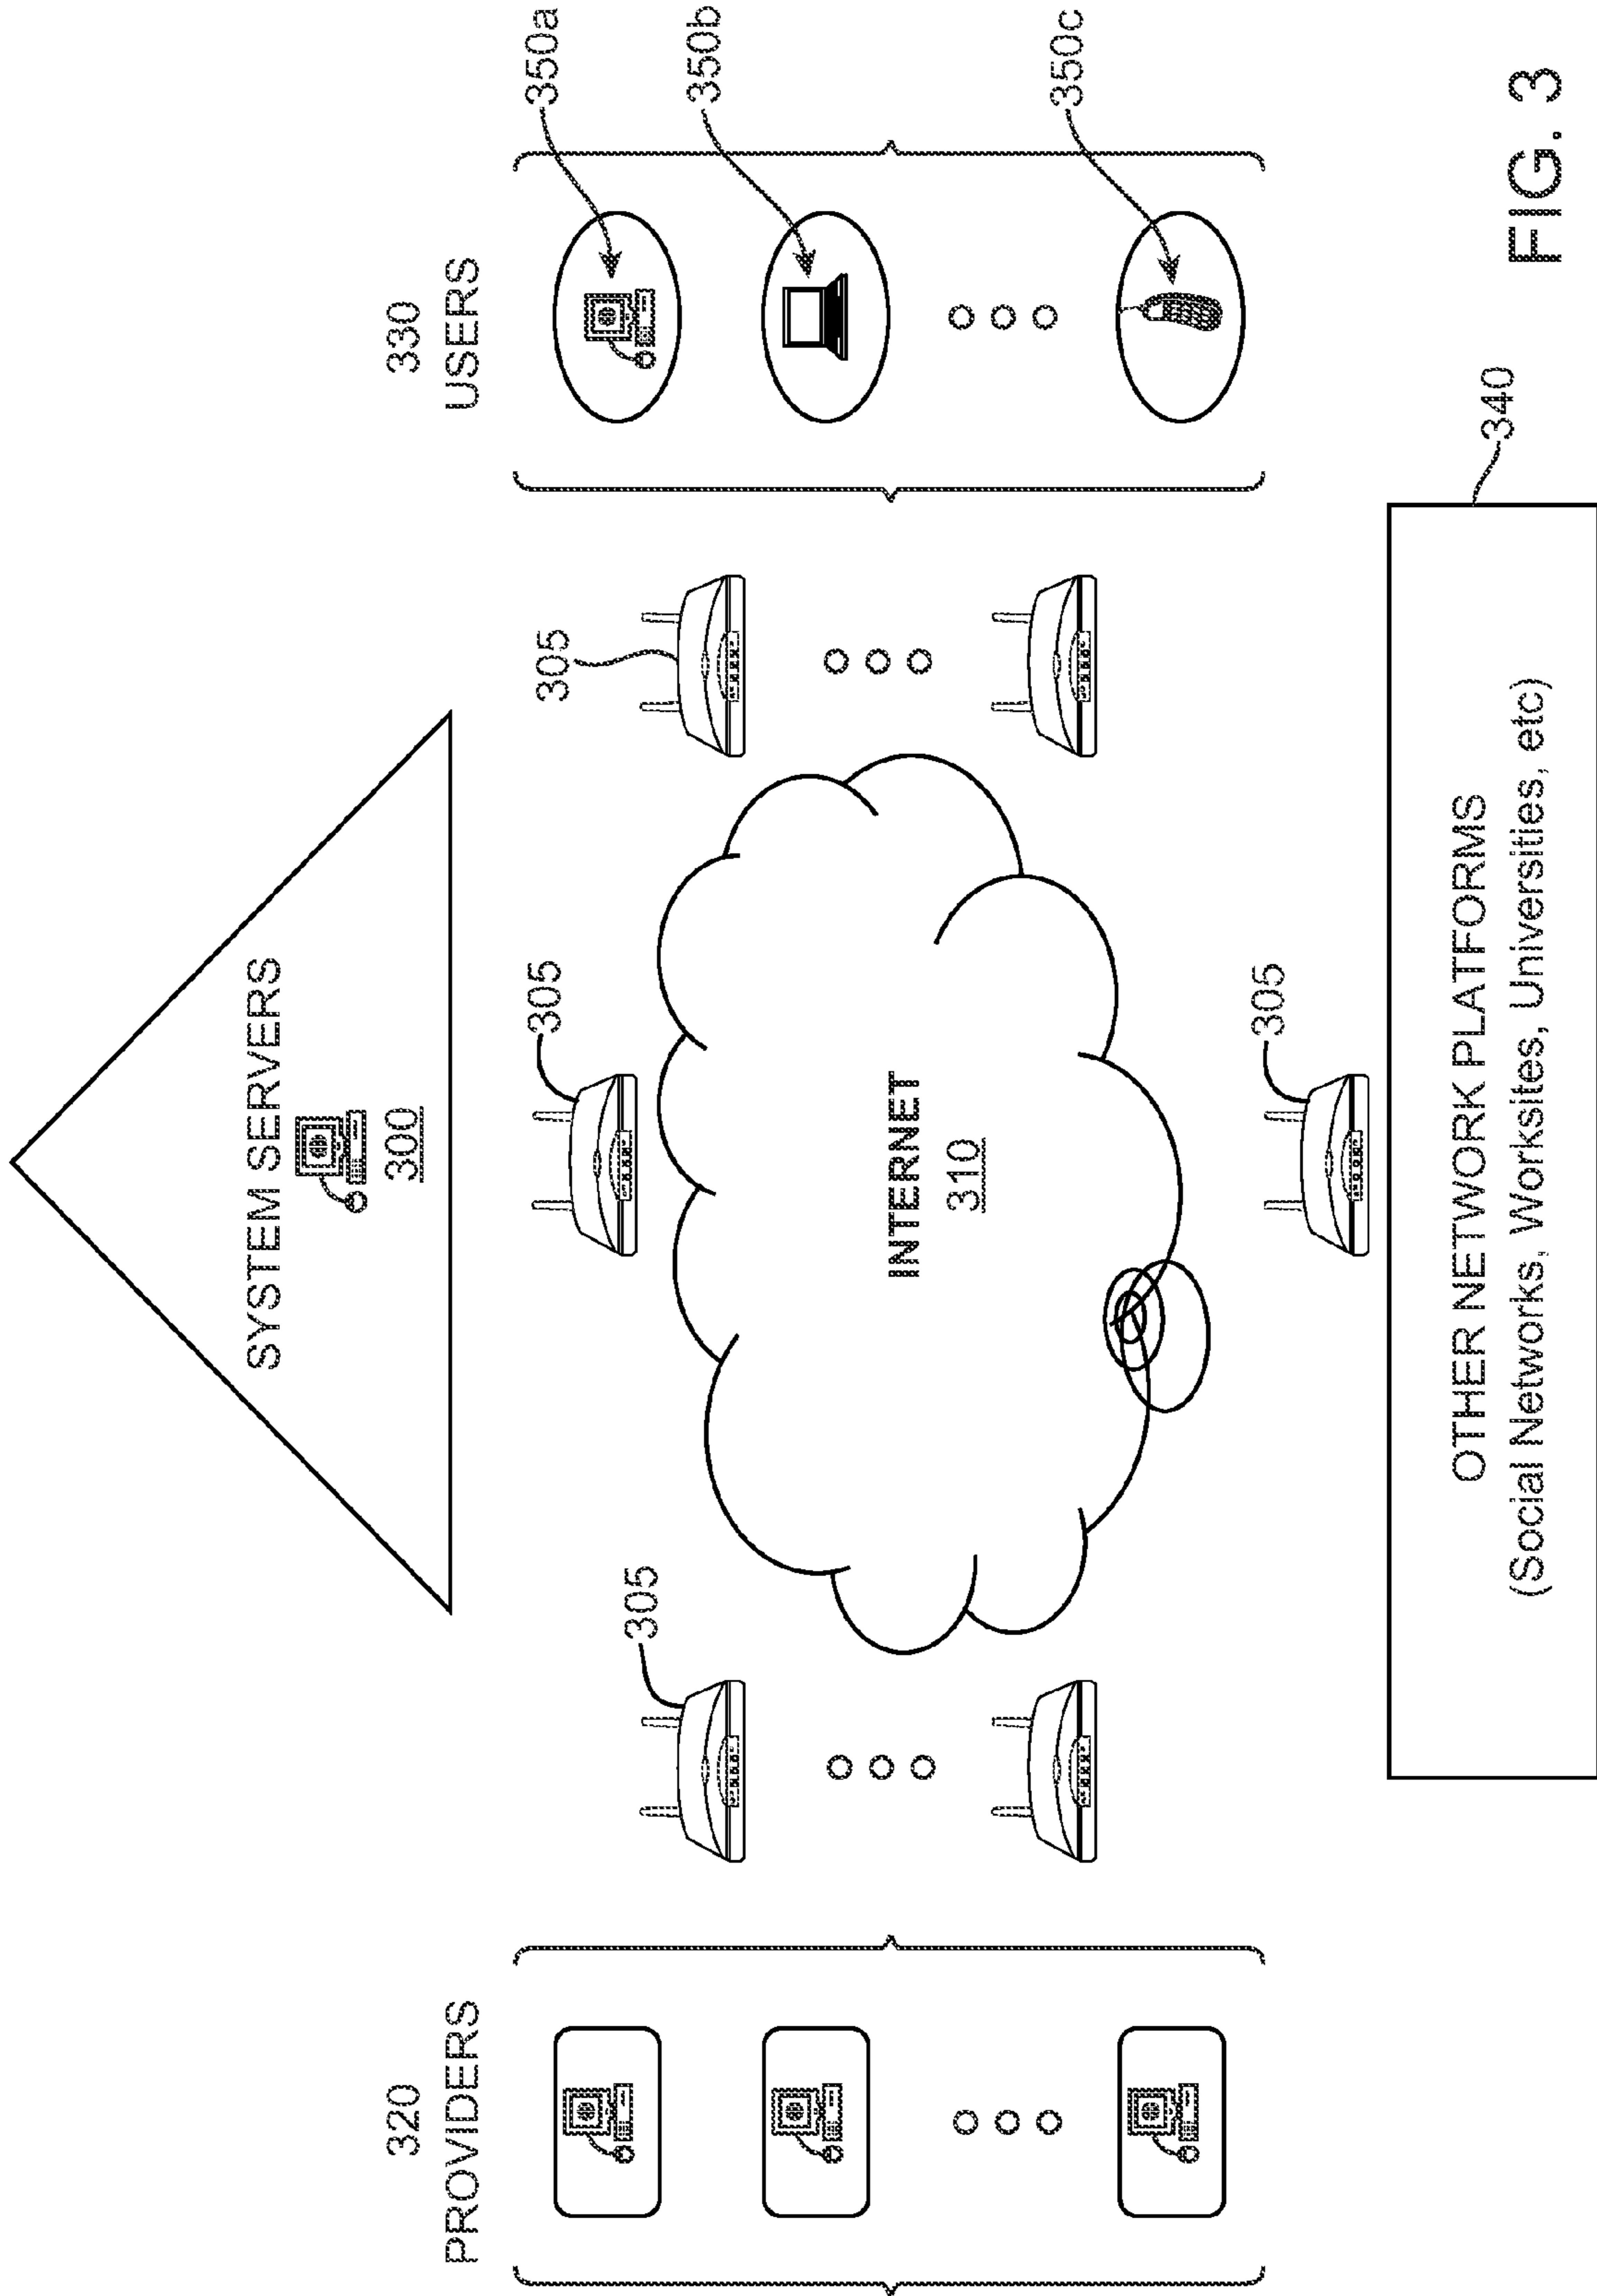 SYSTEM SERVERS
300
320
PROVIDERS
330
USERS
305
305
305
350a
350b
350c
INTERNET
310
305
340
OTHER NETWORK PLATFORMS
(Social Networks, Worksites, Universities, etc)
FIG. 3